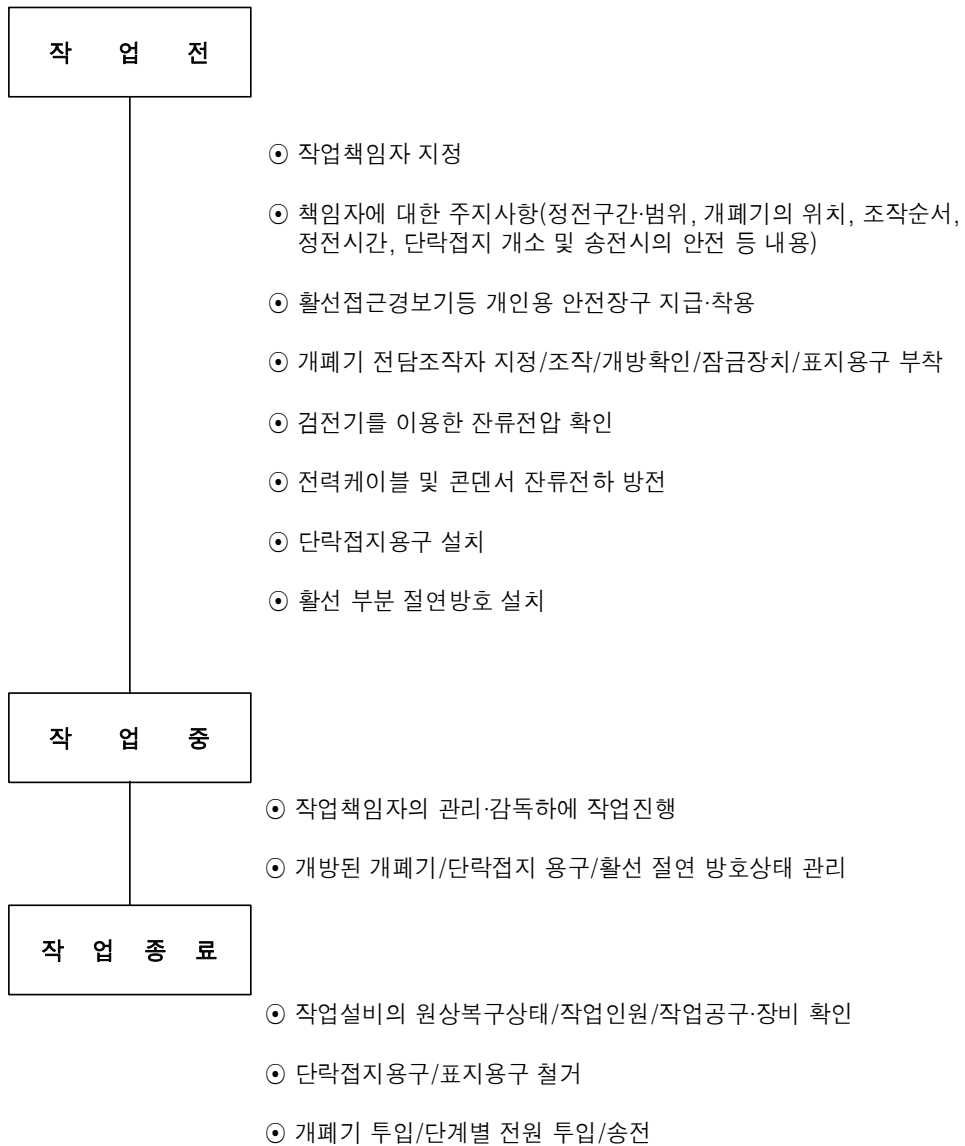 작 업 전
⊙ 작업책임자 지정
⊙ 책임자에 대한 주지사항(정전구간·범위, 개폐기의 위치, 조작순서,
정전시간, 단락접지 개소 및 송전시의 안전 등 내용)
⊙ 활선접근경보기등 개인용 안전장구 지급·착용
⊙ 개폐기 전담조작자 지정/조작/개방확인/잠금장치/표지용구 부착
⊙ 검전기를 이용한 잔류전압 확인
⊙ 전력케이블 및 콘덴서 잔류전하 방전
⊙ 단락접지용구 설치
⊙ 활선 부분 절연방호 설치
작 업 중
⊙ 작업책임자의 관리·감독하에 작업진행
⊙ 개방된 개폐기/단락접지 용구/활선 절연 방호상태 관리
작 업 종 료
⊙ 작업설비의 원상복구상태/작업인원/작업공구·장비 확인
⊙ 단락접지용구/표지용구 철거
⊙ 개폐기 투입/단계별 전원 투입/송전